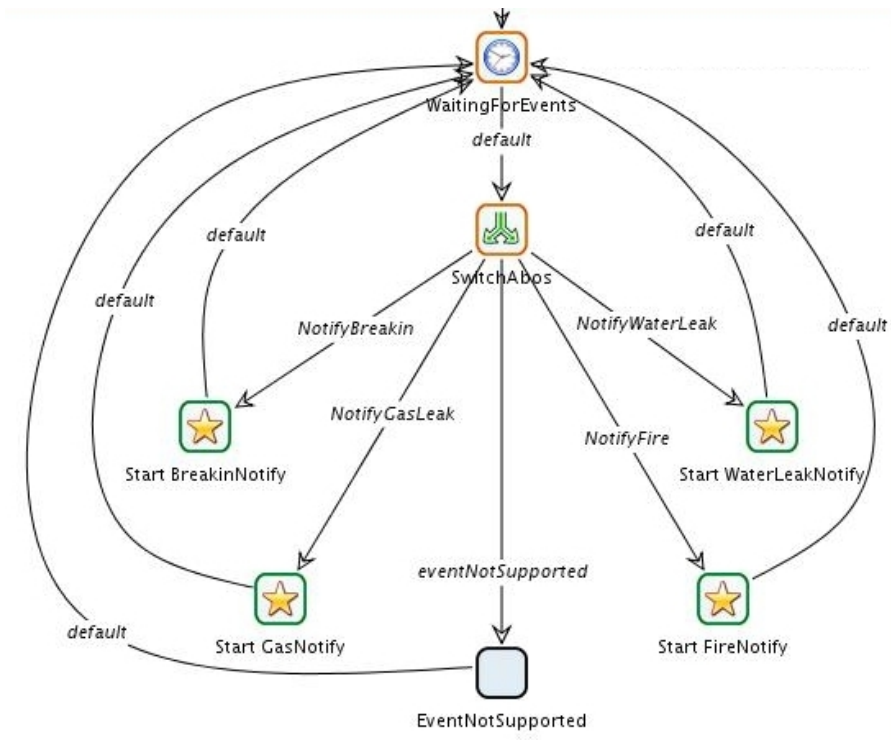 WaitingForEvents
default
default
default
SwitchAbos
default
default
NotifyWaterLeak
NotifyBreakin
default
NotifyGasLeak
NotifyFire
Start BreakinNotify
Start WaterLeakNotify
eventNotSupported
default
Start GasNotify
Start FireNotify
EventNotSupported